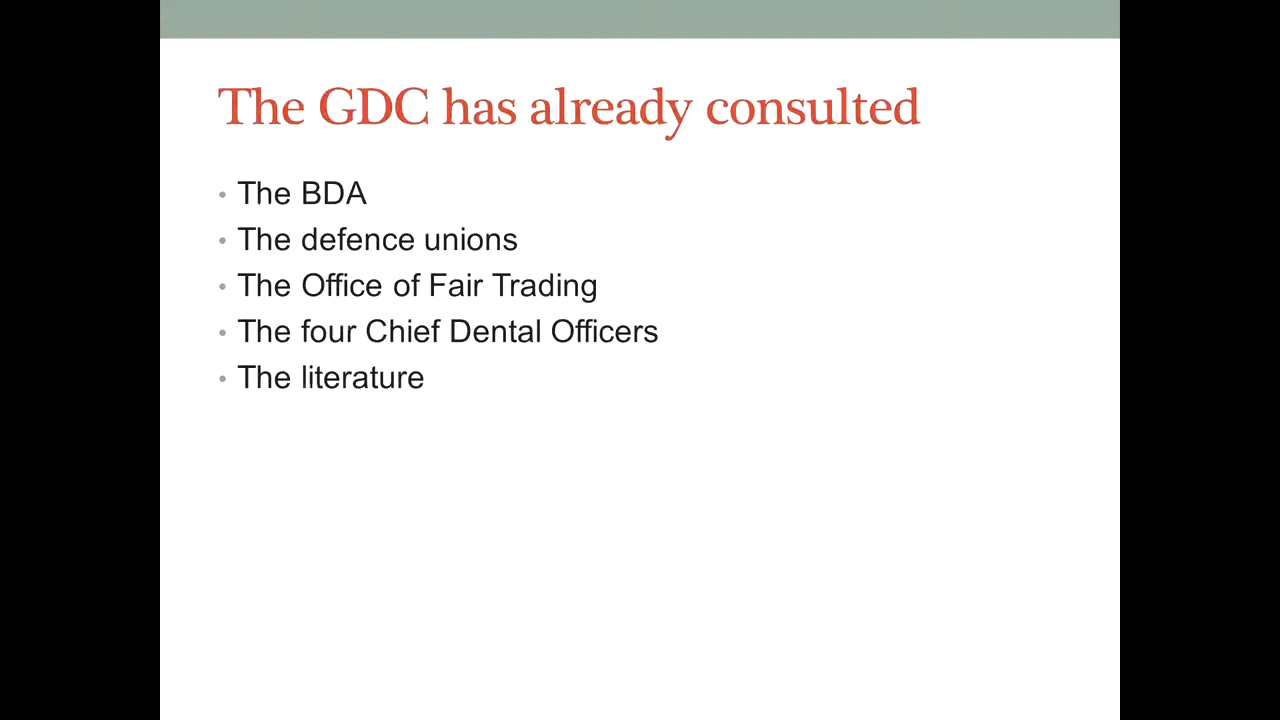 The GDC has already consulted
• The BDA
• The defence unions
• The Office of Fair Trading
• The four Chief Dental Officers
• The literature